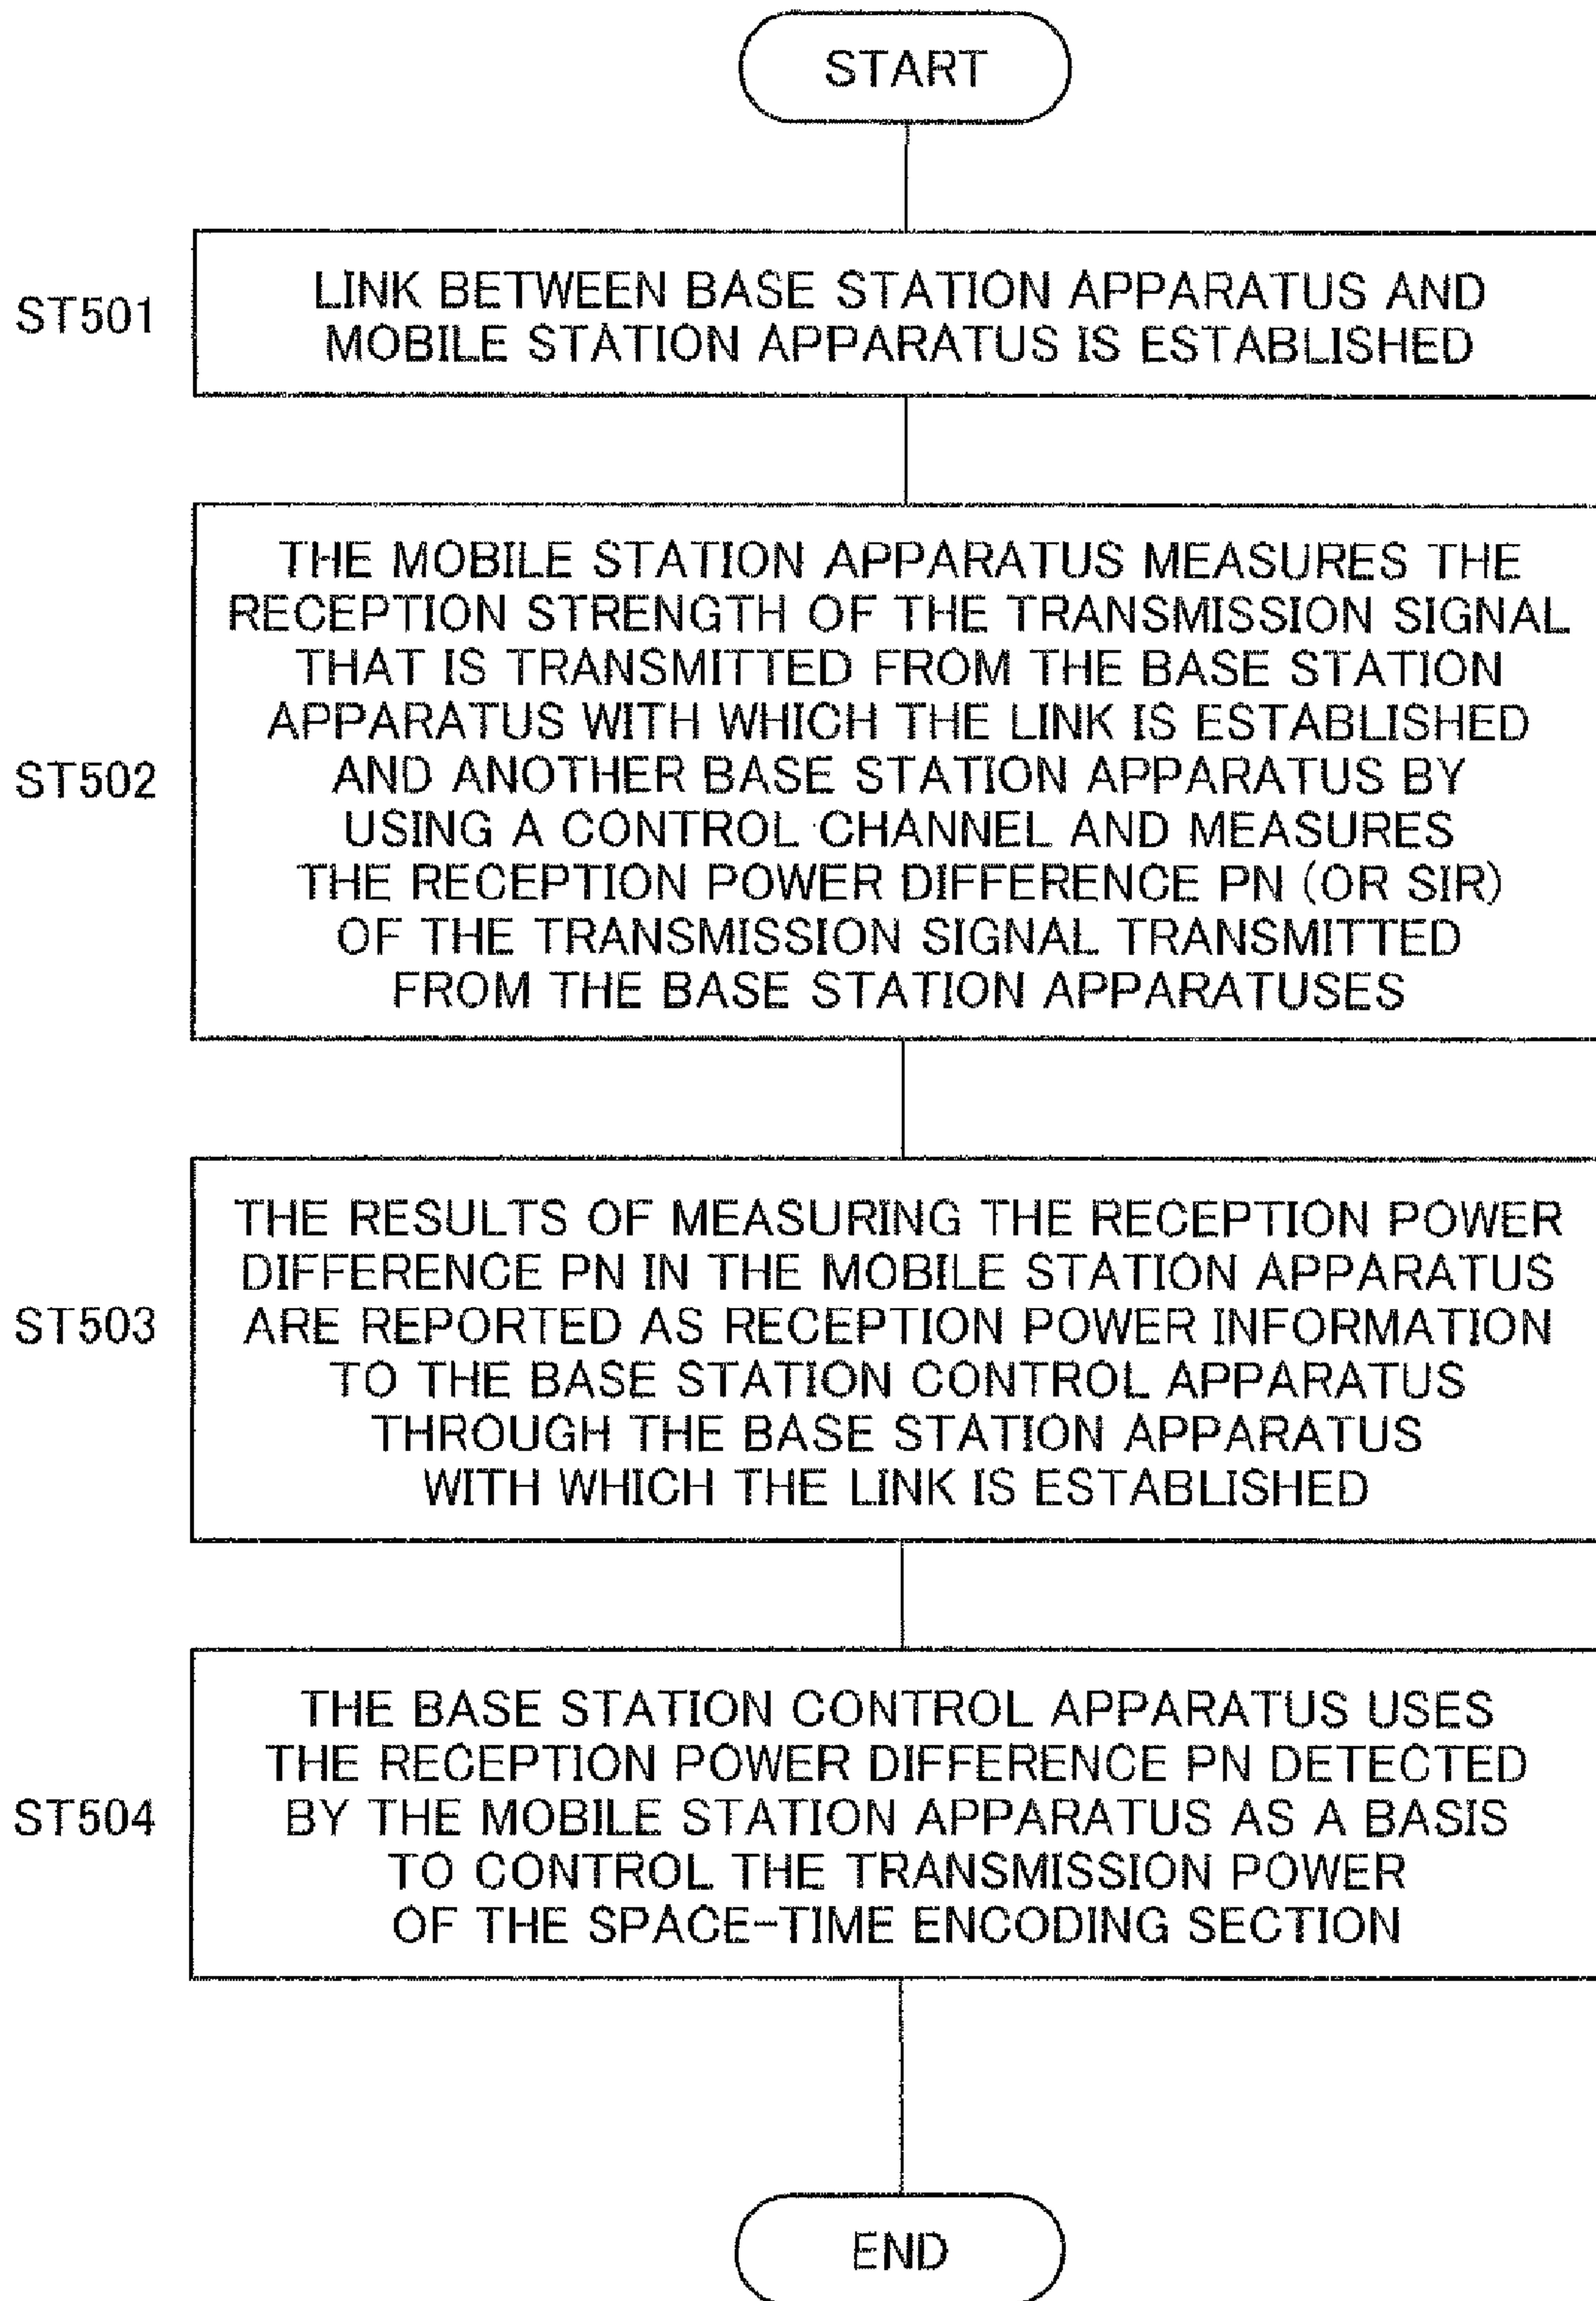 START
ST501
LINK BETWEEN BASE STATION APPARATUS AND
MOBILE STATION APPARATUS IS ESTABLISHED
ST502
THE MOBILE STATION APPARATUS MEASURES THE
RECEPTION STRENGTH OF THE TRANSMISSION SIGNAL
THAT IS TRANSMITTED FROM THE BASE STATION
APPARATUS WITH WHICH THE LINK IS ESTABLISHED
AND ANOTHER BASE STATION APPARATUS BY
USING A CONTROL CHANNEL AND MEASURES
THE RECEPTION POWER DIFFERENCE PN (OR SIR)
OF THE TRANSMISSION SIGNAL TRANSMITTED
FROM THE BASE STATION APPARATUSES
ST503
THE RESULTS OF MEASURING THE RECEPTION POWER
DIFFERENCE PN IN THE MOBILE STATION APPARATUS
ARE REPORTED AS RECEPTION POWER INFORMATION
TO THE BASE STATION CONTROL APPARATUS
THROUGH THE BASE STATION APPARATUS
WITH WHICH THE LINK IS ESTABLISHED
ST504
THE BASE STATION CONTROL APPARATUS USES
THE RECEPTION POWER DIFFERENCE PN DETECTED
BY THE MOBILE STATION APPARATUS AS A BASIS
TO CONTROL THE TRANSMISSION POWER
OF THE SPACE-TIME ENCODING SECTION
END